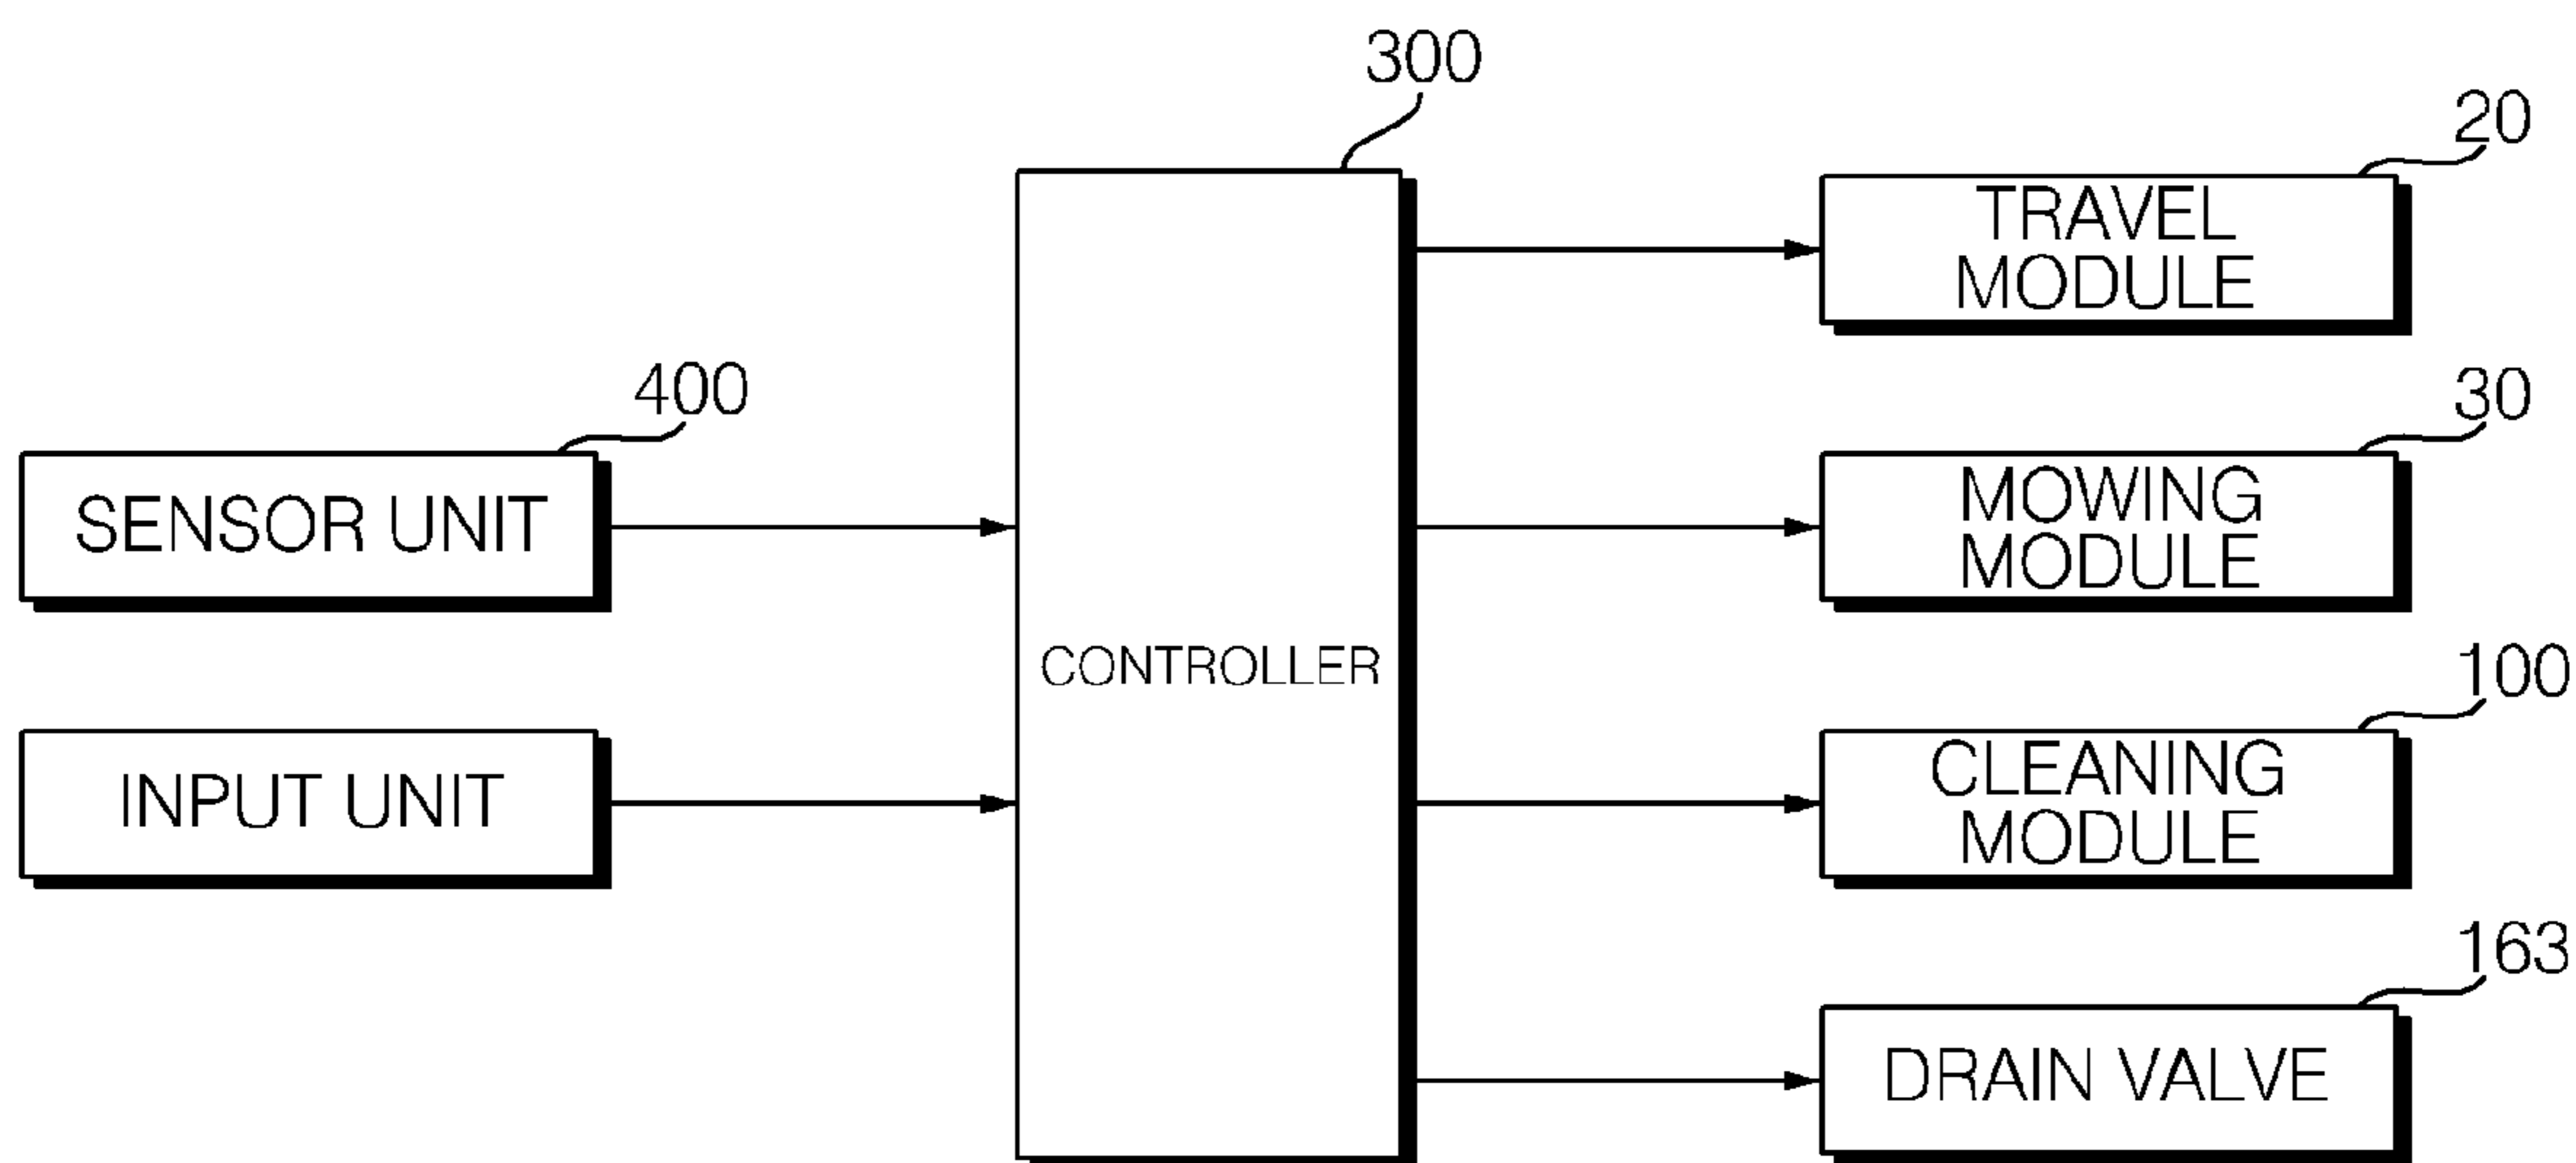 300
20
TRAVEL
MODULE
400
30
SENSOR UNIT
MOWING
MODULE
CONTROLLER
100
INPUT UNIT
CLEANING
MODULE
163
DRAIN VALVE